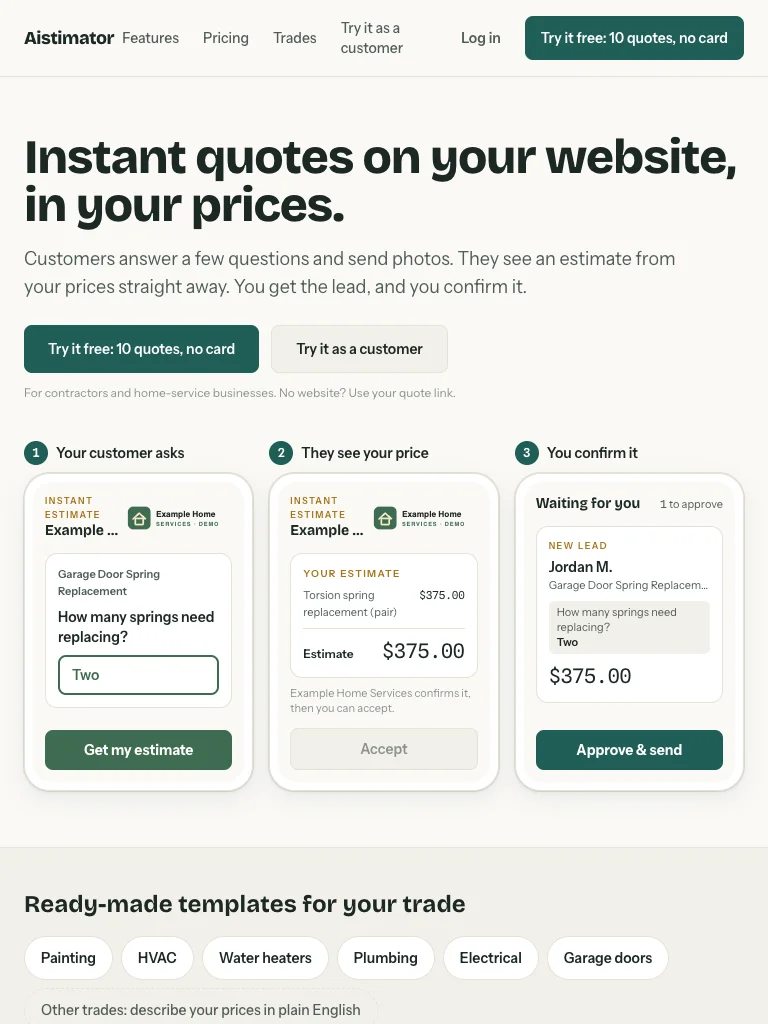 Aistimator
Features
Pricing
Trades
Try it as a
customer
Log in
Try it free: 10 quotes, no card
Instant quotes on your website,
in your prices.
Customers answer a few questions and send photos. They see an estimate from
your prices straight away. You get the lead, and you confirm it.
Try it free: 10 quotes, no card
Try it as a customer
For contractors and home-service businesses. No website? Use your quote link.
1 Your customer asks
INSTANT
ESTIMATE
Example ...
Example Home
SERVICES · DEMO
Garage Door Spring
Replacement
How many springs need
replacing?
Two
Get my estimate
2 They see your price
INSTANT
ESTIMATE
Example ...
Example Home
SERVICES · DEMO
YOUR ESTIMATE
Torsion spring
replacement (pair)
$375.00
Estimate $375.00
Example Home Services confirms it,
then you can accept.
Accept
3 You confirm it
Waiting for you
1 to approve
NEW LEAD
Jordan M.
Garage Door Spring Replacem...
How many springs need
replacing?
Two
$375.00
Approve & send
Ready-made templates for your trade
Painting
HVAC
Water heaters
Plumbing
Electrical
Garage doors
Other trades: describe your prices in plain English